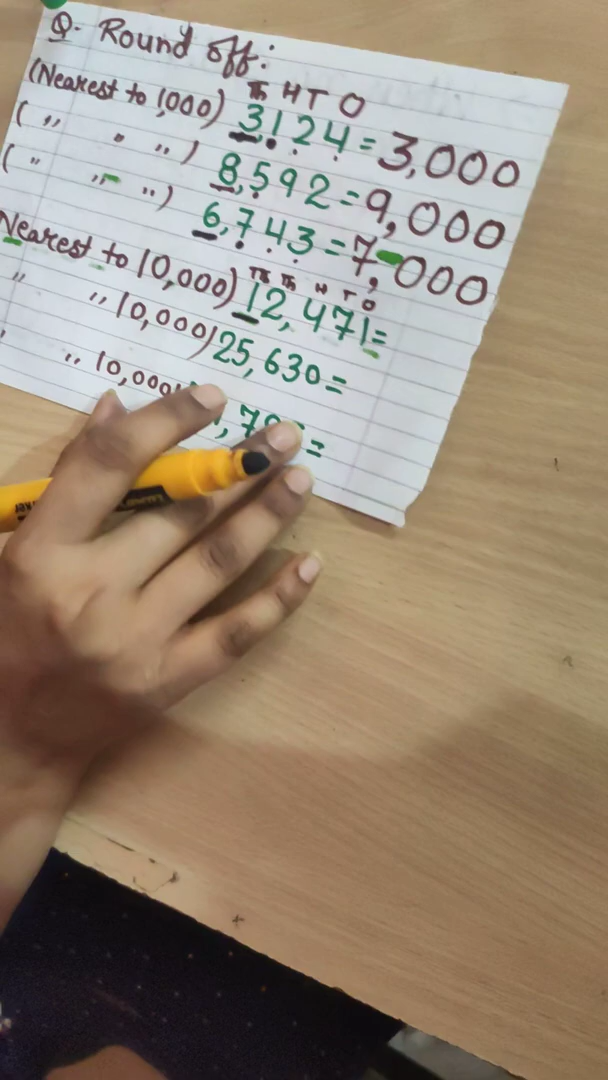 Q- Round off:
Th H T O
(Nearest to 1,000) 3,124 = 3,000
( ,, ,, ,, ) 8,592 = 9,000
( ,, ,, ,, ) 6,743 = 7,000
TTh Th H T O
Nearest to 10,000) 12,471=
,, ,, 10,000) 25,630=
,, 10,000 =